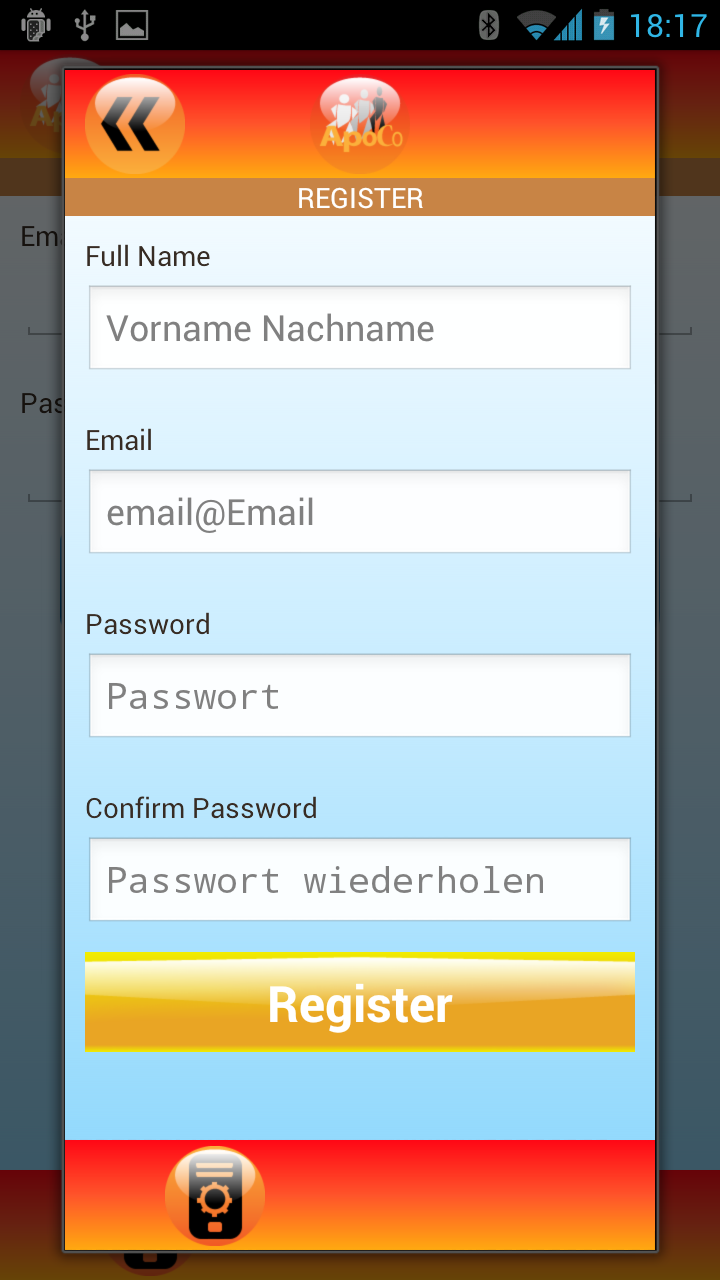 18:17
ApoCo
REGISTER
Full Name
Vorname Nachname
Email
email@Email
Password
Passwort
Confirm Password
Passwort wiederholen
Register